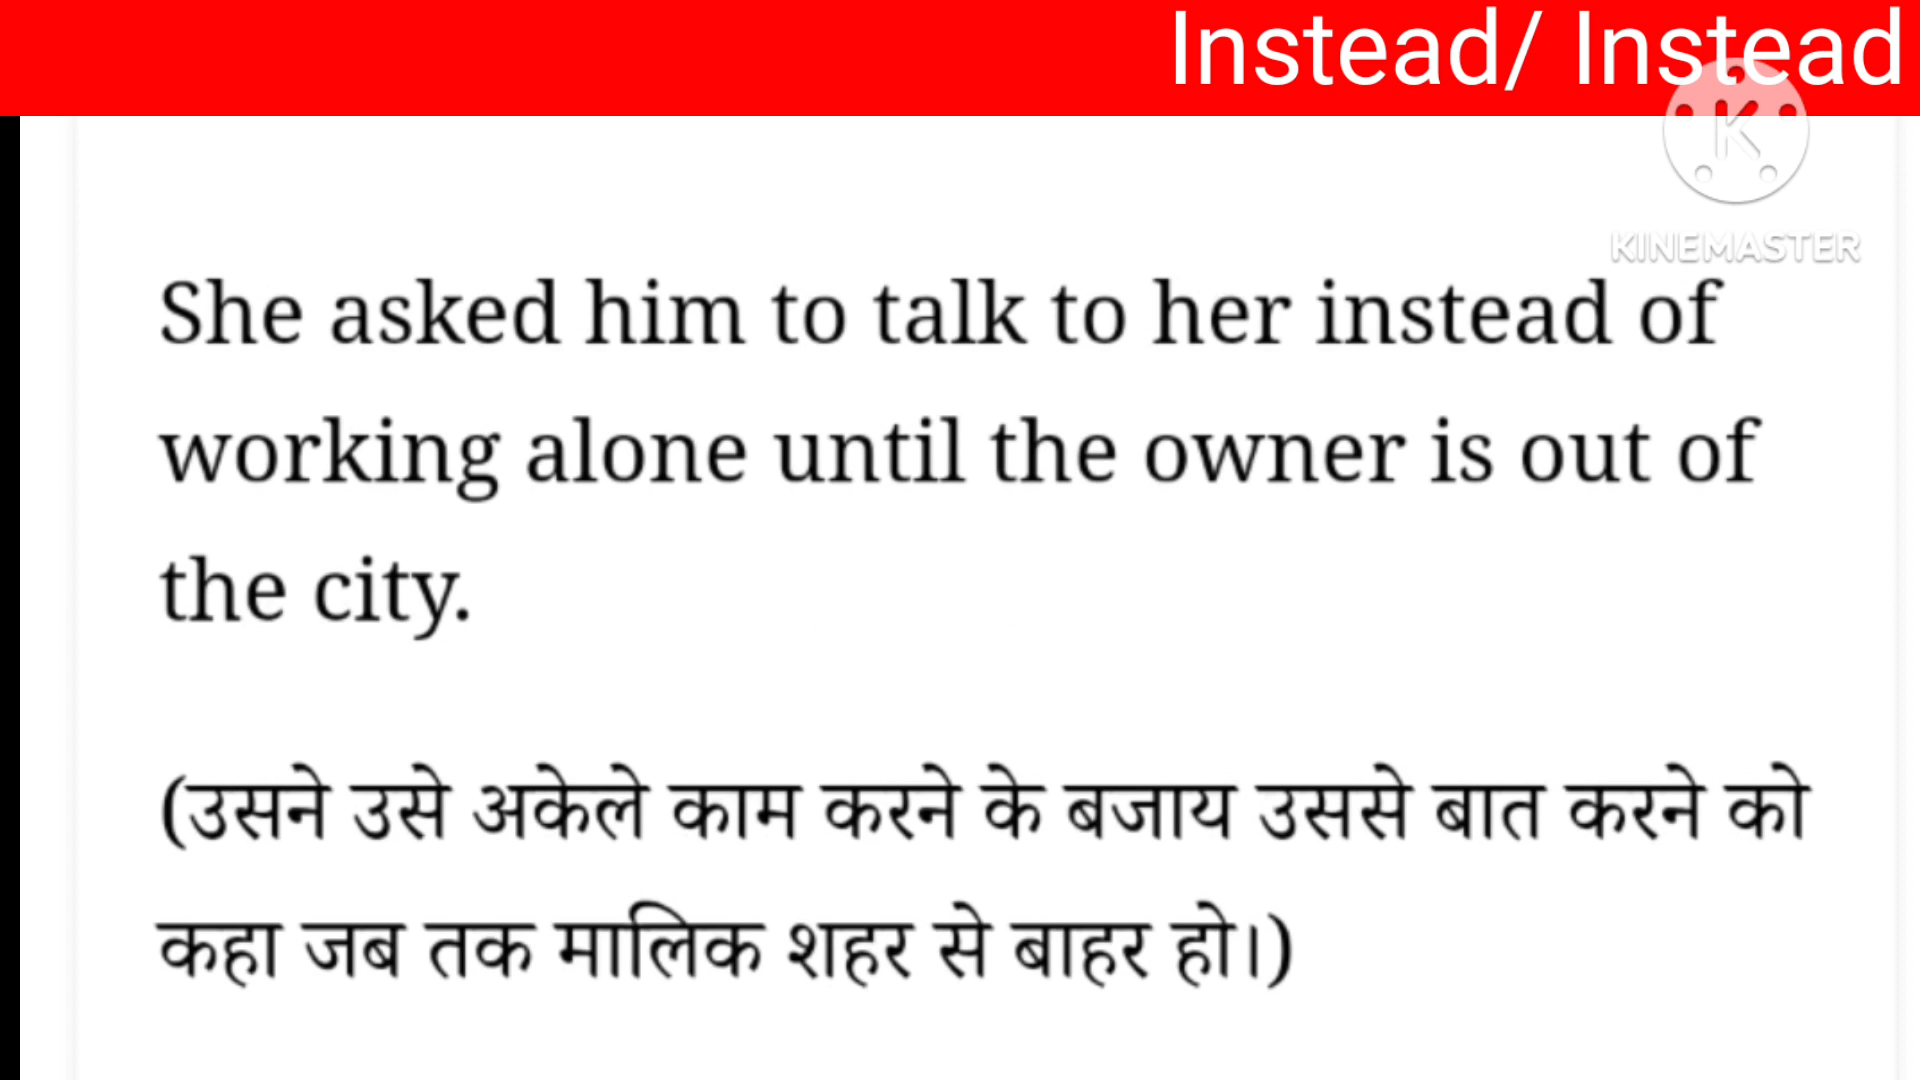 Instead/ Instead
KINEMASTER
She asked him to talk to her instead of
working alone until the owner is out of
the city.
(उसने उसे अकेले काम करने के बजाय उससे बात करने को
कहा जब तक मालिक शहर से बाहर हो।)